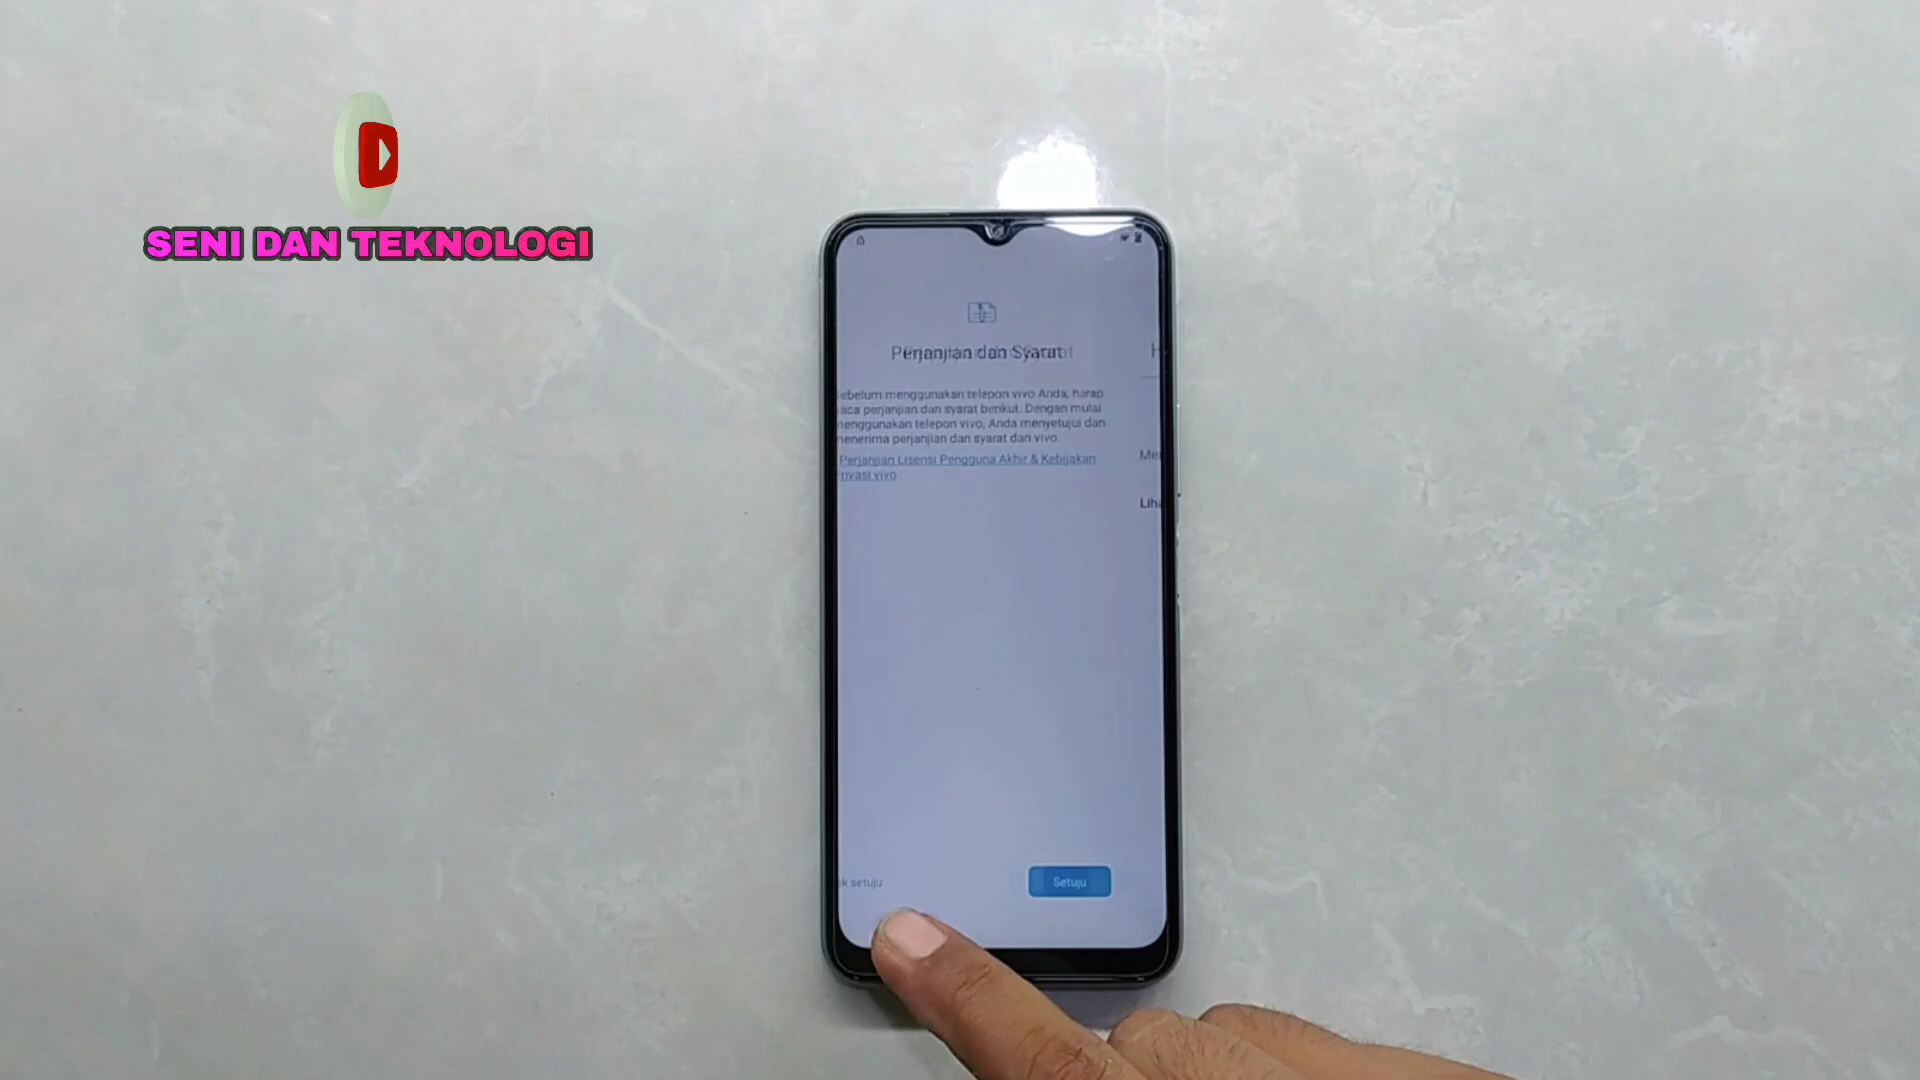 SENI DAN TEKNOLOGI
Perjanjian dan Syarat
ebelum menggunakan telepon vivo Anda, harap
aca perjanjian dan syarat berikut. Dengan mulai
enggunakan telepon vivo, Anda menyetujui dan
enerima perjanjian dan syarat dari vivo.
Perjanjian Lisensi Pengguna Akhir & Kebijakan
rivasi vivo
Me
Liha
k setuju
Setuju